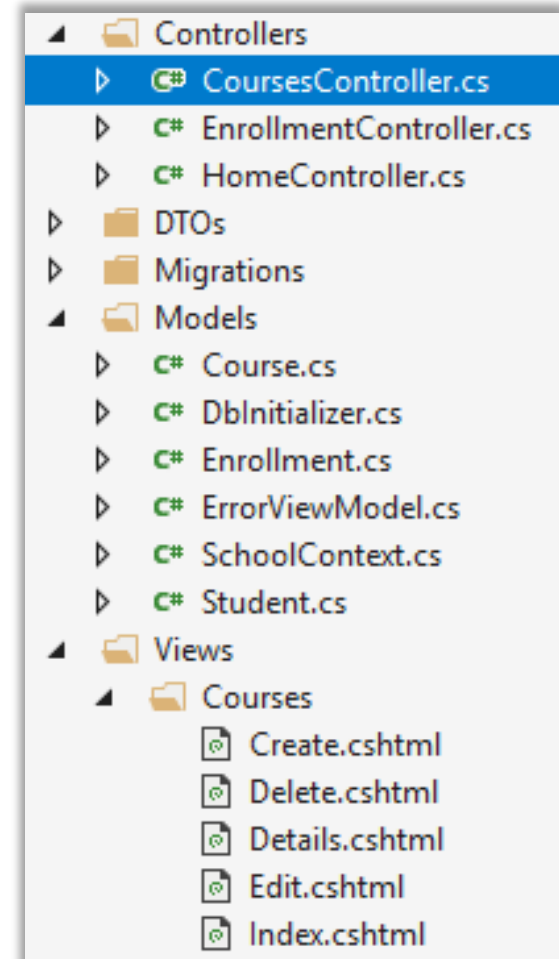 Controllers
C# CoursesController.cs
C# EnrollmentController.cs
C# HomeController.cs
DTOs
Migrations
Models
C# Course.cs
C# DbInitializer.cs
C# Enrollment.cs
C# ErrorViewModel.cs
C# SchoolContext.cs
C# Student.cs
Views
Courses
Create.cshtml
Delete.cshtml
Details.cshtml
Edit.cshtml
Index.cshtml